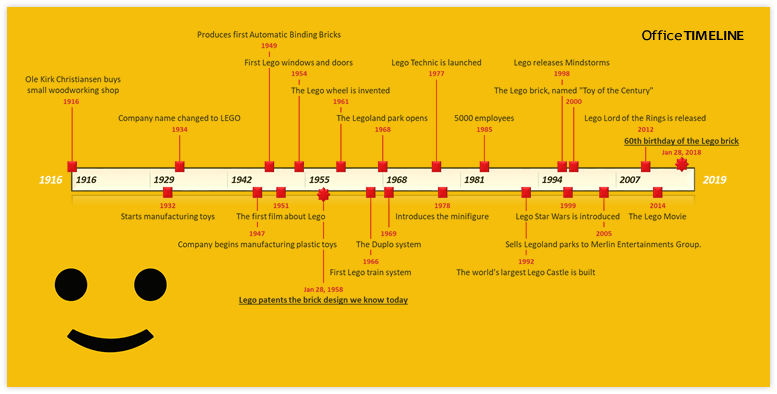 OfficeTIMELINE
Produces first Automatic Binding Bricks
1949
First Lego windows and doors
1954
Lego Technic is launched
1977
Lego releases Mindstorms
1998
Ole Kirk Christiansen buys
small woodworking shop
1916
The Lego wheel is invented
1961
The Lego brick, named "Toy of the Century"
2000
Company name changed to LEGO
1934
The Legoland park opens
1968
5000 employees
1985
Lego Lord of the Rings is released
2012
60th birthday of the Lego brick
Jan 28, 2018
1916
1916
1929
1942
1955
1968
1981
1994
2007
2019
1932
Starts manufacturing toys
1951
The first film about Lego
1978
Introduces the minifigure
1999
Lego Star Wars is introduced
2014
The Lego Movie
1947
Company begins manufacturing plastic toys
1969
The Duplo system
2005
Sells Legoland parks to Merlin Entertainments Group.
1966
First Lego train system
1992
The world's largest Lego Castle is built
Jan 28, 1958
Lego patents the brick design we know today